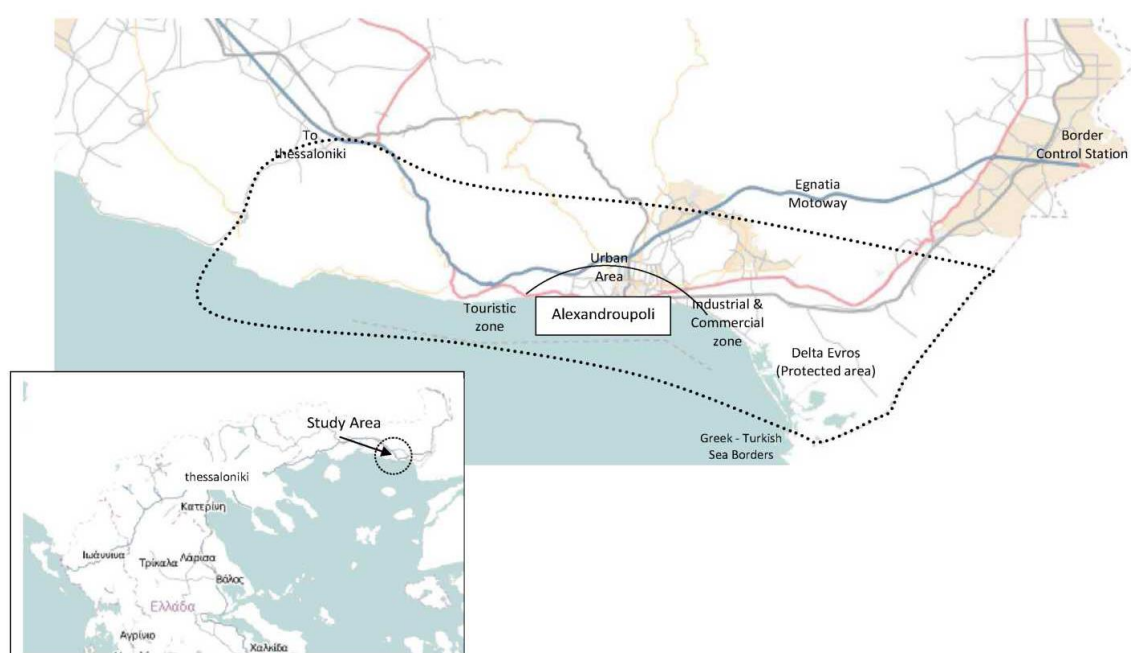 To
thessaloniki
Border
Control Station
Egnatia
Motoway
Urban
Area
Touristic
zone
Alexandroupoli
Industrial &
Commercial
zone
Delta Evros
(Protected area)
Greek - Turkish
Sea Borders
Study Area
thessaloniki
Κατερίνη
Ιωάννινα
Τρίκαλα
Λάρισα
Βόλος
Ελλάδα
Αγρίνιο
Χαλκίδα